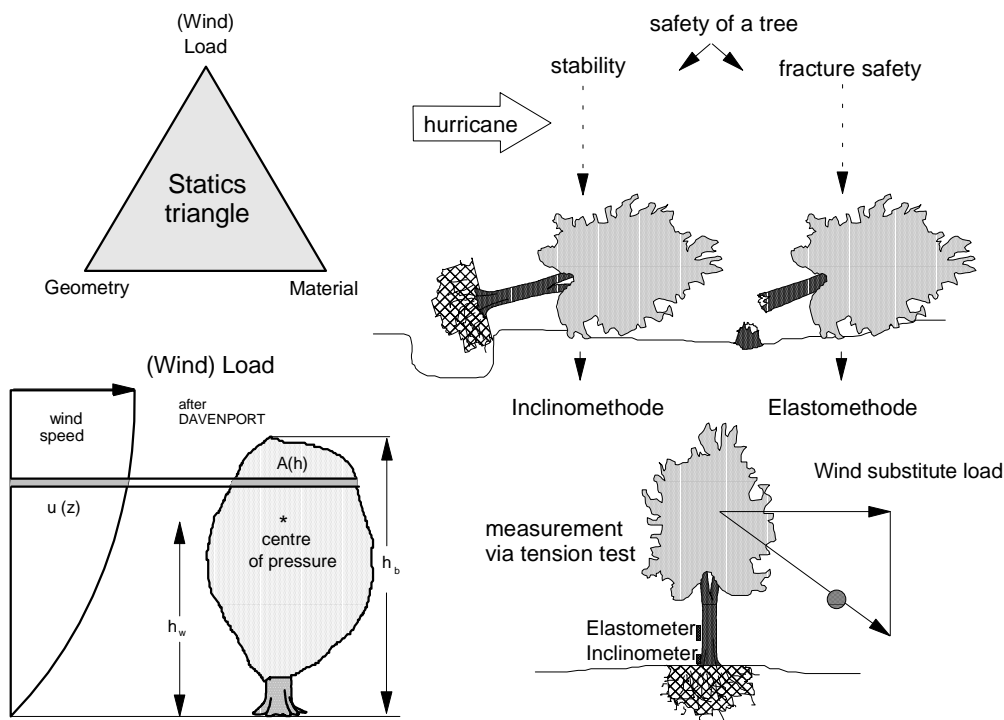 (Wind)
Load
Statics
triangle
Geometry
Material
safety of a tree
stability
fracture safety
hurricane
Inclinomethode
Elastomethode
(Wind) Load
wind
speed
after
DAVENPORT
A(h)
u (z)
*
centre
of pressure
h w
h b
Wind substitute load
measurement
via tension test
Elastometer
Inclinometer